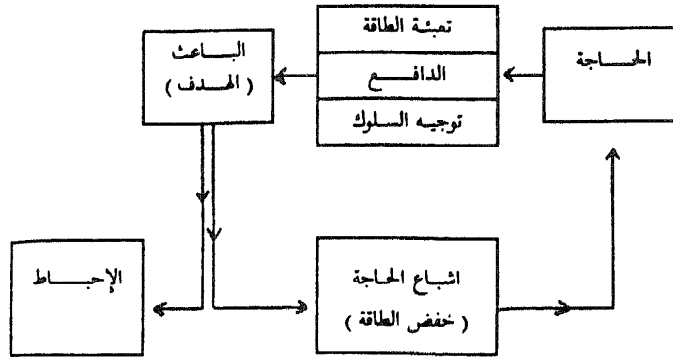 الحاجة
تعبئة الطاقة
الدافع
توجيه السلوك
الباعث
( الهدف )
الإحباط
اشباع الحاجة
( خفض الطاقة )